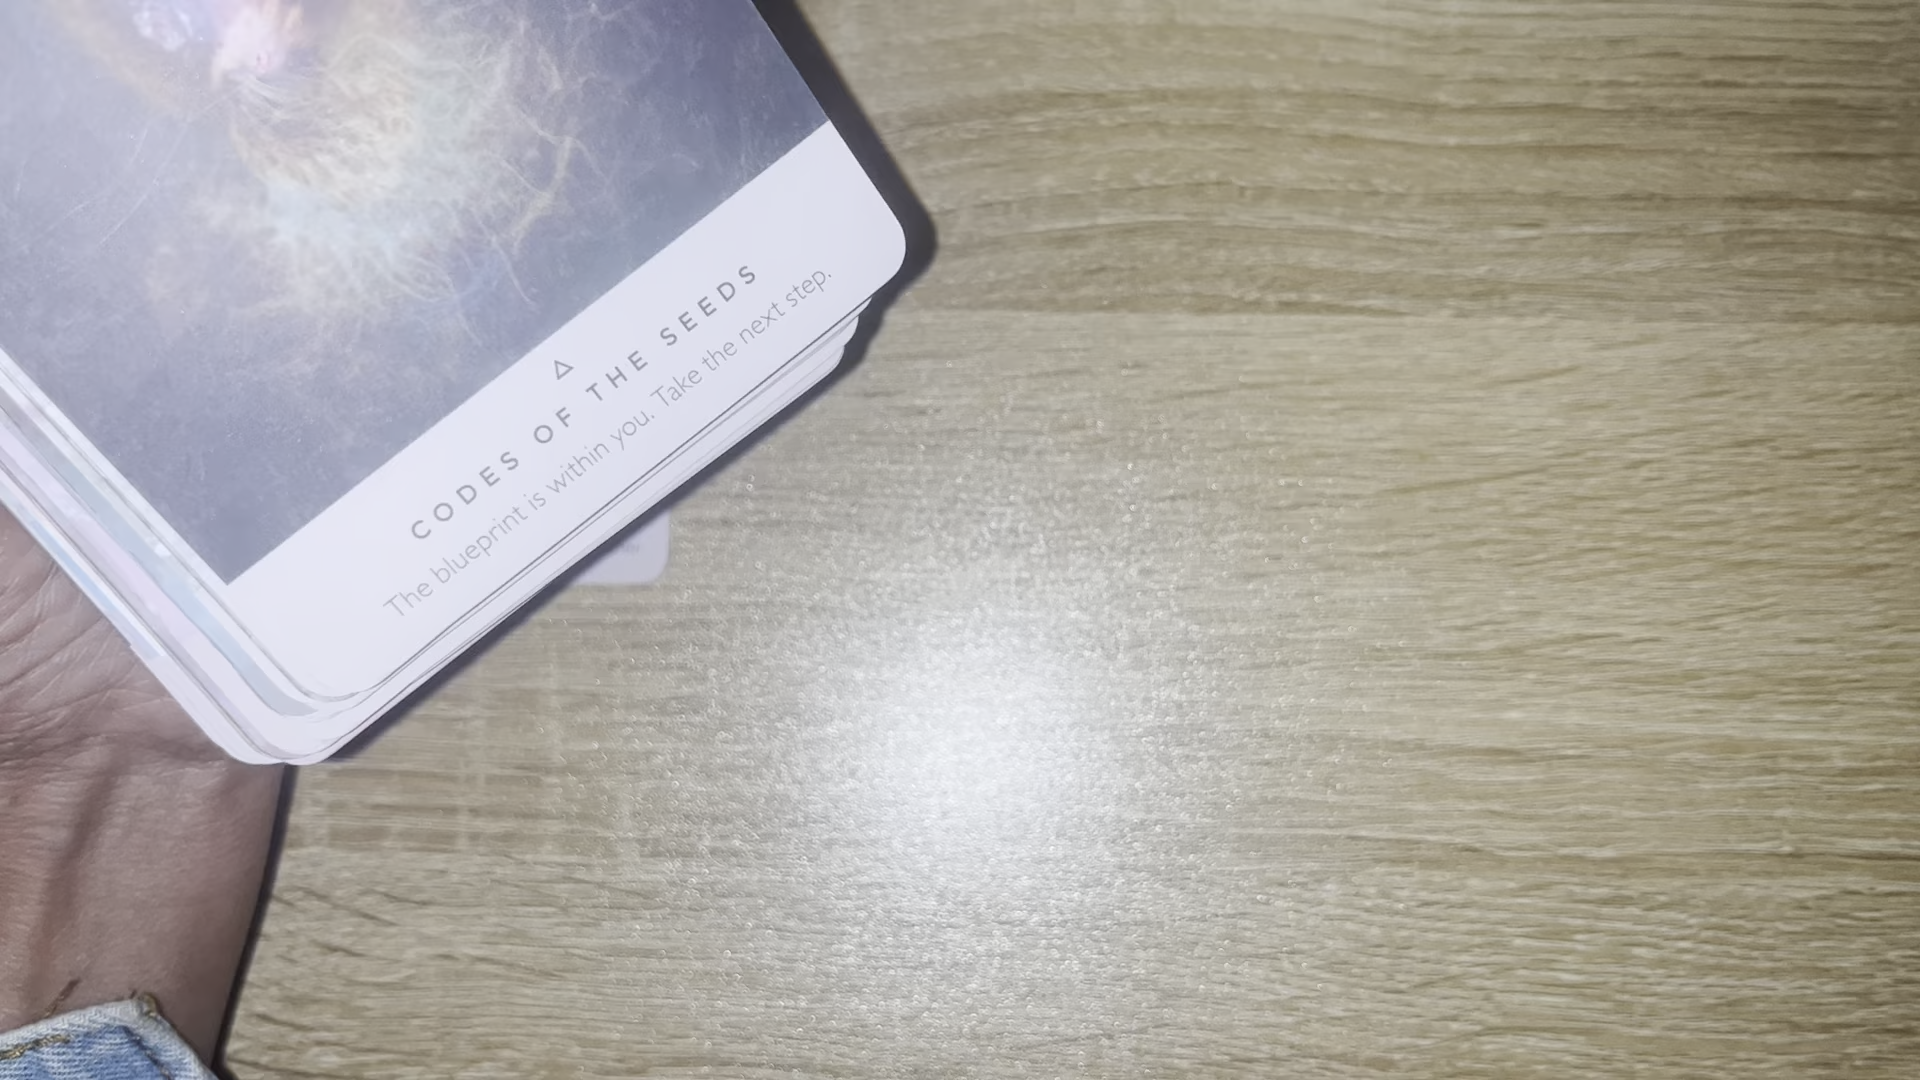 CODES OF THE SEEDS
The blueprint is within you. Take the next step.